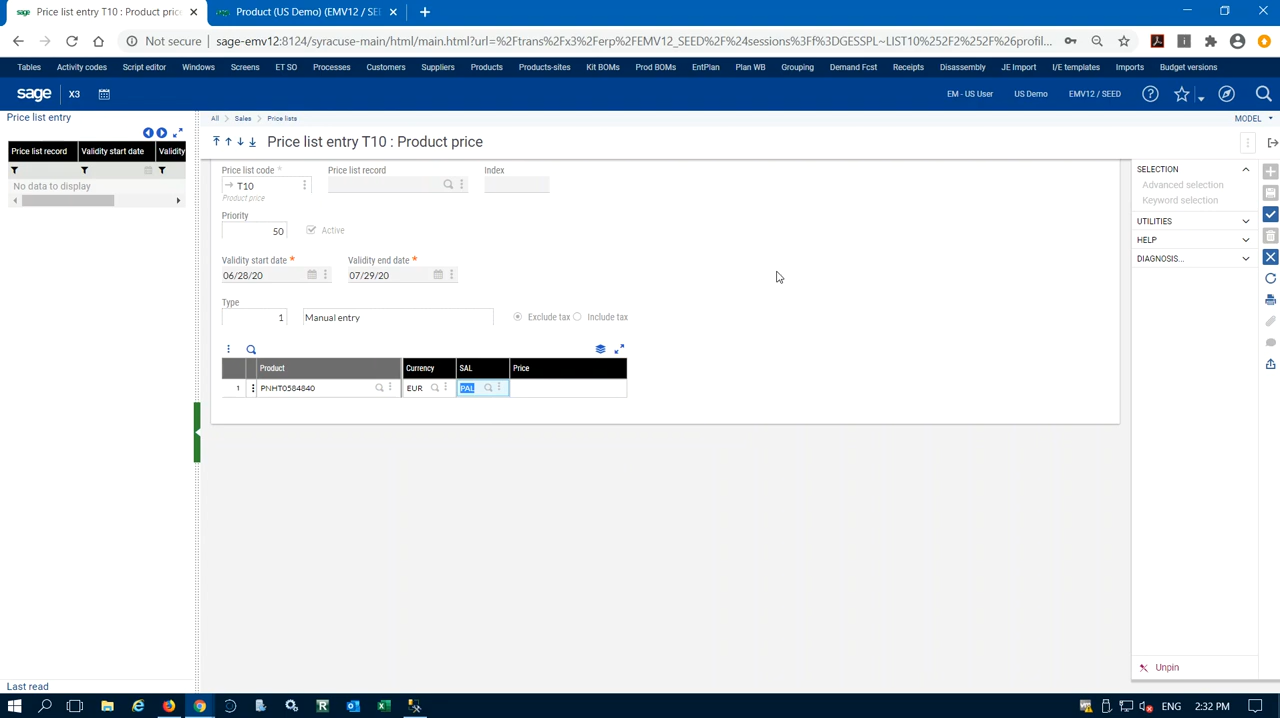 Price list entry T10 : Product price
Product (US Demo) (EMV12 / SEED
Not secure
sage-emv12:8124/syracuse-main/html/main.html?url=%2Ftrans%2Fx3%2Ferp%2FEMV12_SEED%2F%24sessions%3Ff%3DGESSPL~LIST10%252F2%252F%26profil...
Tables Activity codes Script editor Windows Screens ET SO Processes Customers Suppliers Products Products-sites Kit BOMs Prod BOMs EntPlan Plan WB Grouping Demand Fcst Receipts Disassembly JE Import I/E templates Imports Budget versions
sage X3 EM - US User US Demo EMV12 / SEED
Price list entry
All Sales Price lists
MODEL
Price list entry T10 : Product price
Price list record Validity start date Validity
No data to display
Price list code * Price list record Index
T10
Product price
Priority
50
Active
Validity start date * Validity end date *
06/28/20 07/29/20
Type
1 Manual entry Exclude tax Include tax
Product Currency SAL Price
1 PNHT0584840 EUR PAL
SELECTION
Advanced selection
Keyword selection
UTILITIES
HELP
DIAGNOSIS...
Unpin
Last read
ENG 2:32 PM